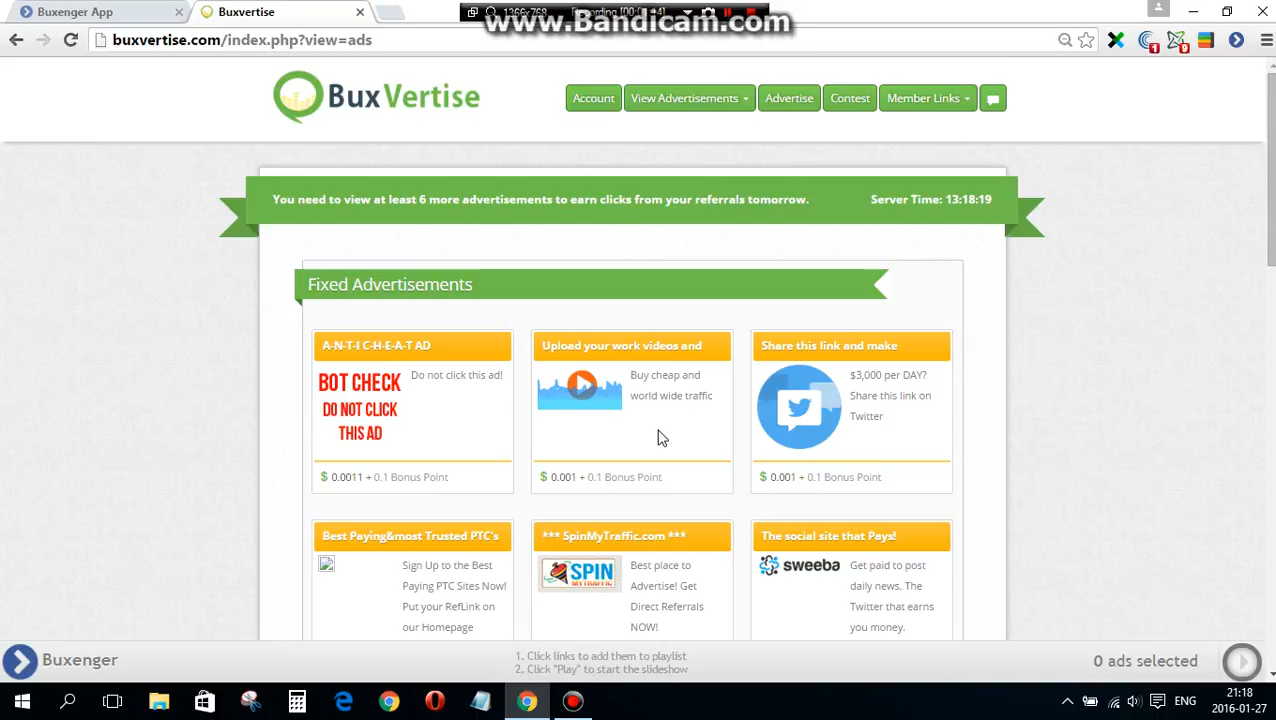 Buxenger App
Buxvertise
1366x768
Recording
www.Bandicam.com
buxvertise.com/index.php?view=ads
1
9
BuxVertise
Account
View Advertisements
Advertise
Contest
Member Links
You need to view at least 6 more advertisements to earn clicks from your referrals tomorrow.
Server Time: 13:18:19
Fixed Advertisements
A-N-T-I C-H-E-A-T AD
BOT CHECK
DO NOT CLICK
THIS AD
Do not click this ad!
$ 0.0011 + 0.1 Bonus Point
Upload your work videos and
Buy cheap and
world wide traffic
$ 0.001 + 0.1 Bonus Point
Share this link and make
$3,000 per DAY?
Share this link on
Twitter
$ 0.001 + 0.1 Bonus Point
Best Paying&most Trusted PTC's
Sign Up to the Best
Paying PTC Sites Now!
Put your RefLink on
our Homepage
*** SpinMyTraffic.com ***
SPIN
MYTRAFFIC
Best place to
Advertise! Get
Direct Referrals
NOW!
The social site that Pays!
sweeba
Get paid to post
daily news. The
Twitter that earns
you money.
Buxenger
1. Click links to add them to playlist
2. Click "Play" to start the slideshow
0 ads selected
ENG
21:18
2016-01-27